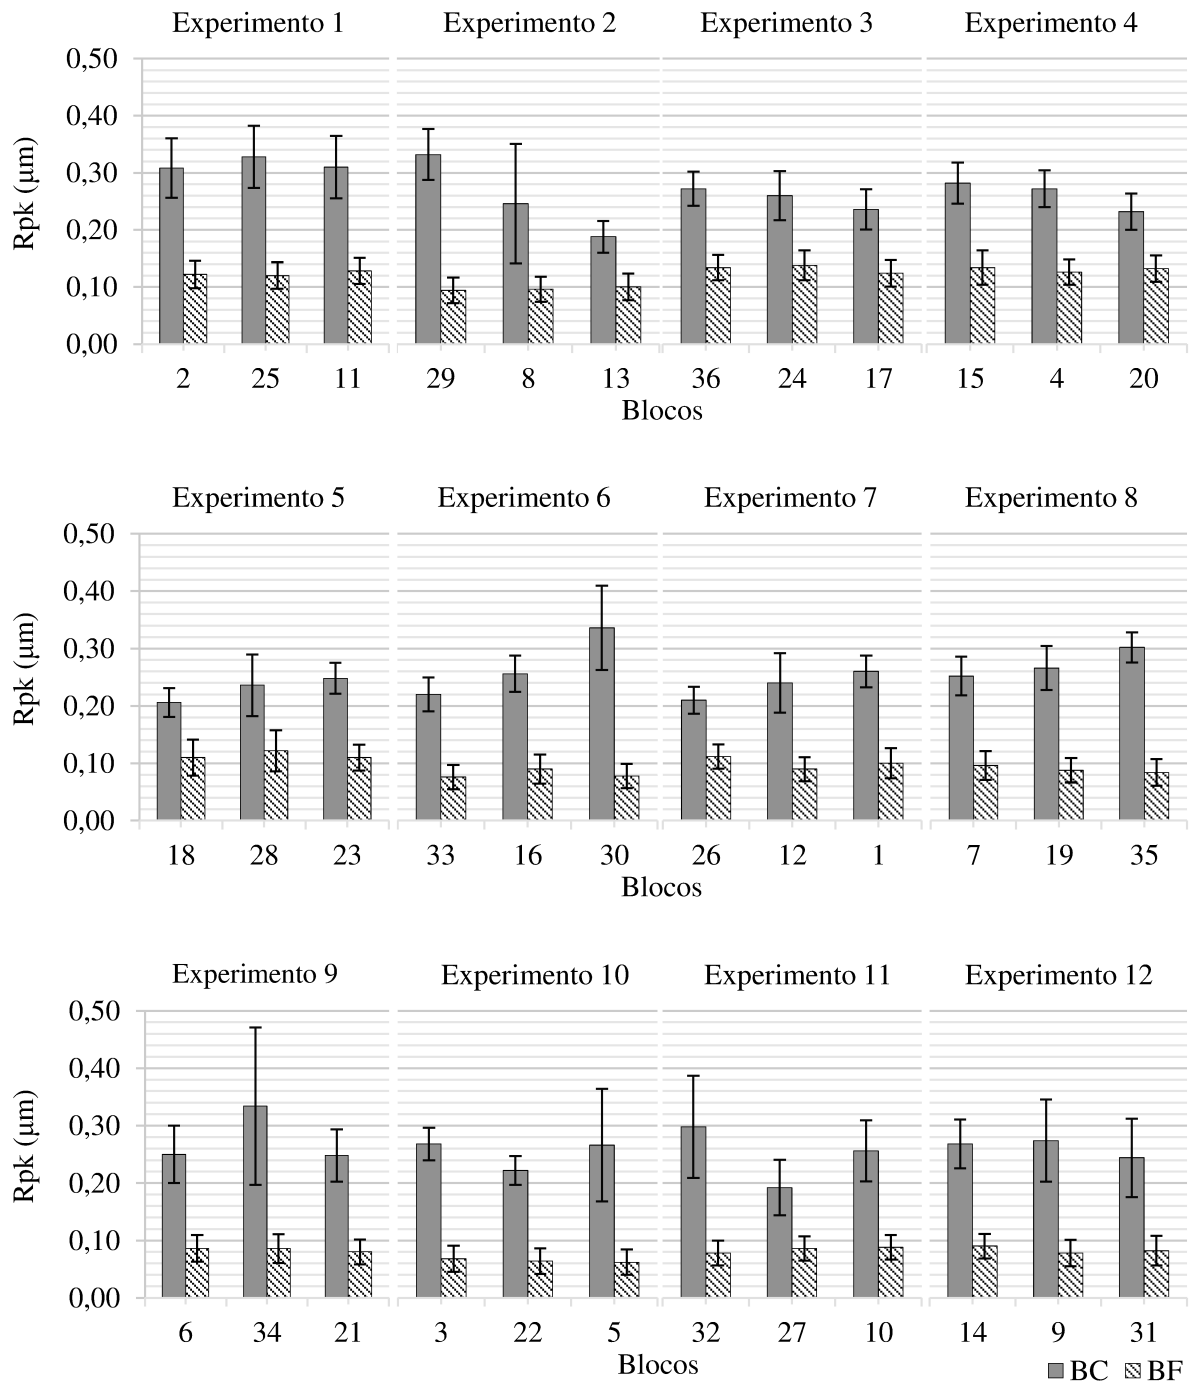 Experimento 1 Experimento 2 Experimento 3 Experimento 4
0,50
0,40
0,30
0,20
0,10
0,00
Rpk (µm)
2 25 11 29 8 13 36 24 17 15 4 20
Blocos
Experimento 5 Experimento 6 Experimento 7 Experimento 8
0,50
0,40
0,30
0,20
0,10
0,00
Rpk (µm)
18 28 23 33 16 30 26 12 1 7 19 35
Blocos
Experimento 9 Experimento 10 Experimento 11 Experimento 12
0,50
0,40
0,30
0,20
0,10
0,00
Rpk (µm)
6 34 21 3 22 5 32 27 10 14 9 31
Blocos
BC BF